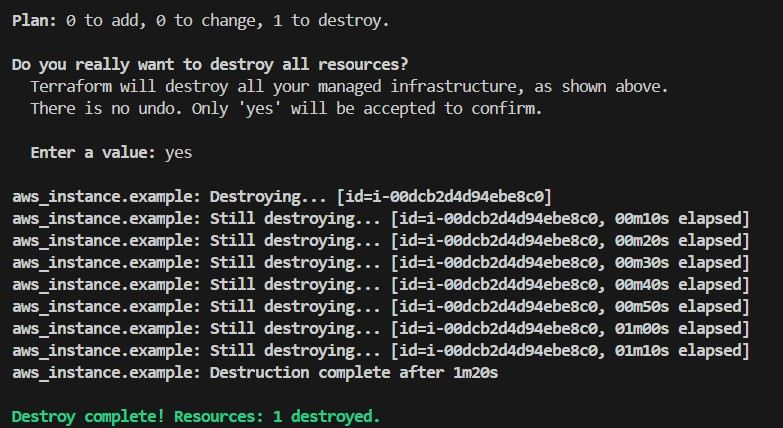 Plan: 0 to add, 0 to change, 1 to destroy.
Do you really want to destroy all resources?
Terraform will destroy all your managed infrastructure, as shown above.
There is no undo. Only 'yes' will be accepted to confirm.
Enter a value: yes
aws_instance.example: Destroying... [id=i-00dcb2d4d94ebe8c0]
aws_instance.example: Still destroying... [id=i-00dcb2d4d94ebe8c0, 00m10s elapsed]
aws_instance.example: Still destroying... [id=i-00dcb2d4d94ebe8c0, 00m20s elapsed]
aws_instance.example: Still destroying... [id=i-00dcb2d4d94ebe8c0, 00m30s elapsed]
aws_instance.example: Still destroying... [id=i-00dcb2d4d94ebe8c0, 00m40s elapsed]
aws_instance.example: Still destroying... [id=i-00dcb2d4d94ebe8c0, 00m50s elapsed]
aws_instance.example: Still destroying... [id=i-00dcb2d4d94ebe8c0, 01m00s elapsed]
aws_instance.example: Still destroying... [id=i-00dcb2d4d94ebe8c0, 01m10s elapsed]
aws_instance.example: Destruction complete after 1m20s
Destroy complete! Resources: 1 destroyed.